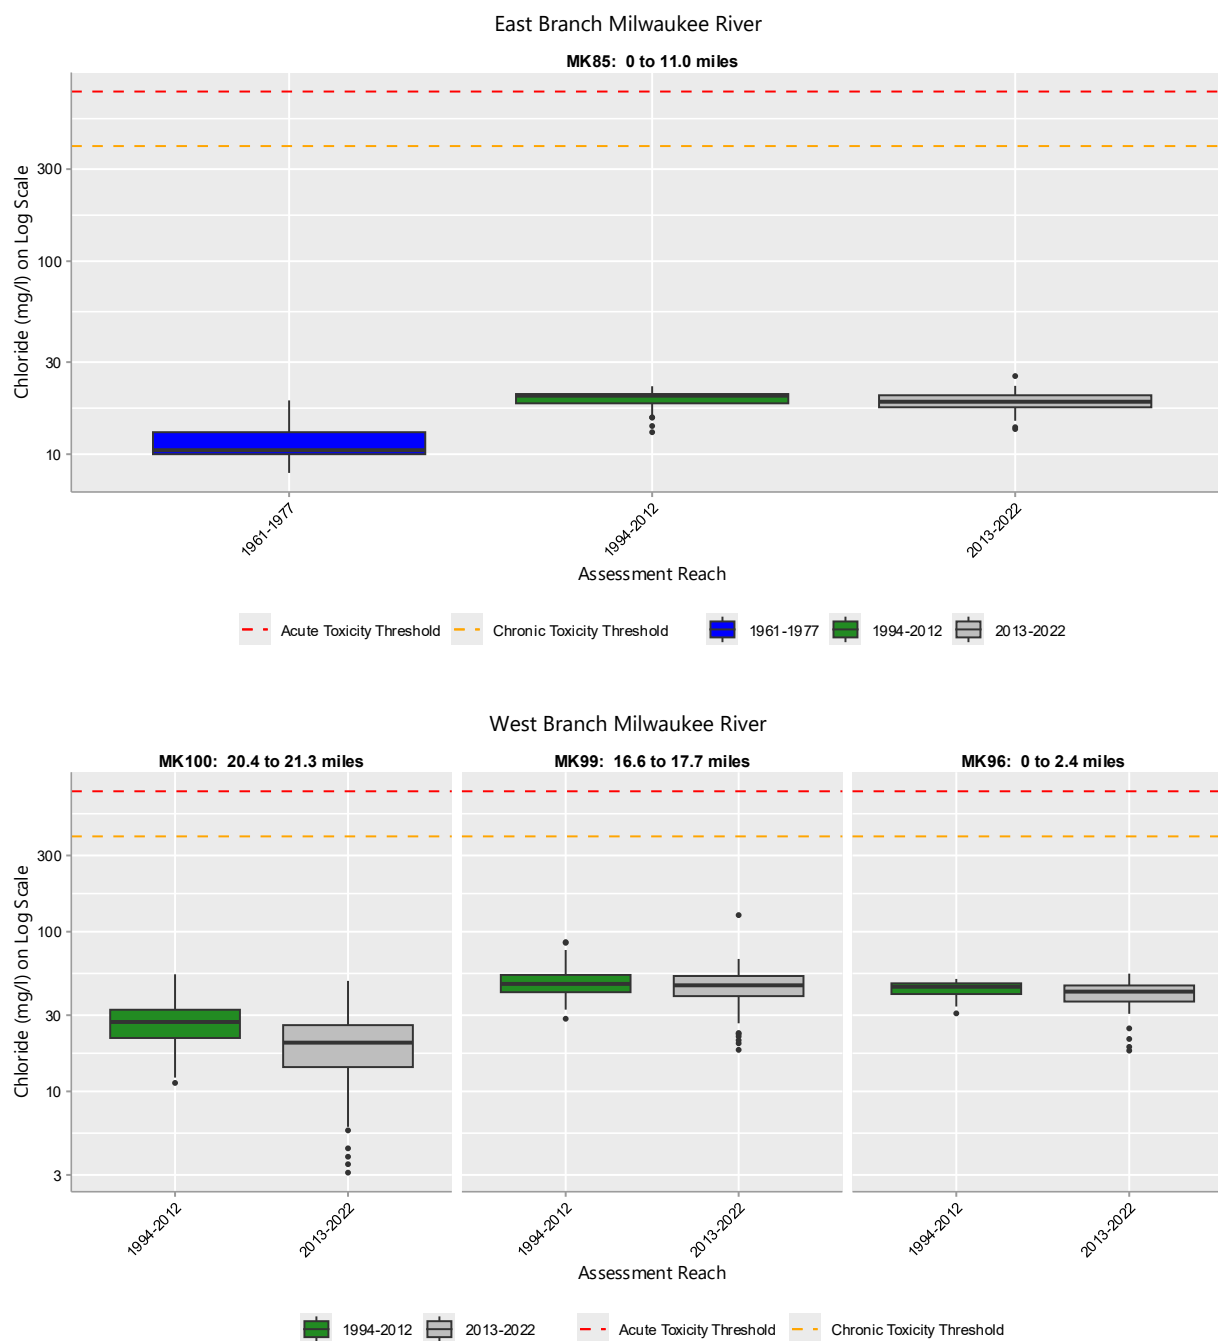 East Branch Milwaukee River
MK85:  0 to 11.0 miles
Chloride (mg/l) on Log Scale
300
100
30
10
1961-1977
1994-2012
2013-2022
Assessment Reach
Acute Toxicity Threshold
Chronic Toxicity Threshold
1961-1977
1994-2012
2013-2022
West Branch Milwaukee River
MK100:  20.4 to 21.3 miles
MK99:  16.6 to 17.7 miles
MK96:  0 to 2.4 miles
Chloride (mg/l) on Log Scale
300
100
30
10
3
1994-2012
2013-2022
1994-2012
2013-2022
1994-2012
2013-2022
Assessment Reach
1994-2012
2013-2022
Acute Toxicity Threshold
Chronic Toxicity Threshold